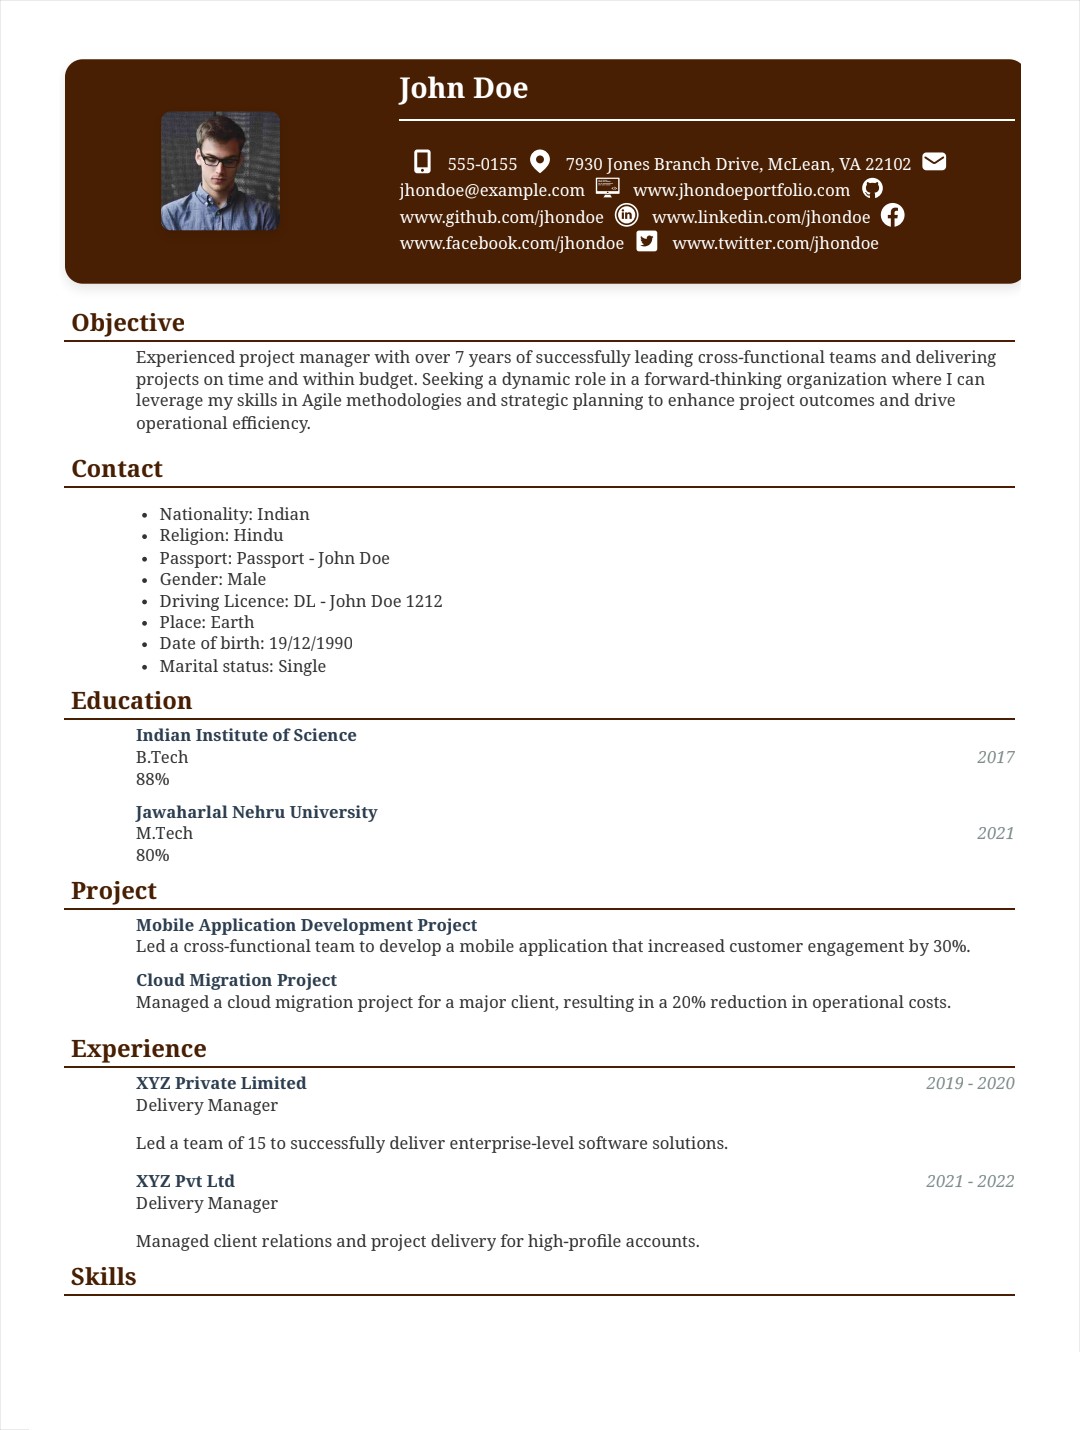 John Doe
555-0155 7930 Jones Branch Drive, McLean, VA 22102
jhondoe@example.com www.jhondoeportfolio.com
www.github.com/jhondoe www.linkedin.com/jhondoe
www.facebook.com/jhondoe www.twitter.com/jhondoe
Objective
Experienced project manager with over 7 years of successfully leading cross-functional teams and delivering
projects on time and within budget. Seeking a dynamic role in a forward-thinking organization where I can
leverage my skills in Agile methodologies and strategic planning to enhance project outcomes and drive
operational efficiency.
Contact
• Nationality: Indian
• Religion: Hindu
• Passport: Passport - John Doe
• Gender: Male
• Driving Licence: DL - John Doe 1212
• Place: Earth
• Date of birth: 19/12/1990
• Marital status: Single
Education
Indian Institute of Science
B.Tech 2017
88%
Jawaharlal Nehru University
M.Tech 2021
80%
Project
Mobile Application Development Project
Led a cross-functional team to develop a mobile application that increased customer engagement by 30%.
Cloud Migration Project
Managed a cloud migration project for a major client, resulting in a 20% reduction in operational costs.
Experience
XYZ Private Limited 2019 - 2020
Delivery Manager
Led a team of 15 to successfully deliver enterprise-level software solutions.
XYZ Pvt Ltd 2021 - 2022
Delivery Manager
Managed client relations and project delivery for high-profile accounts.
Skills